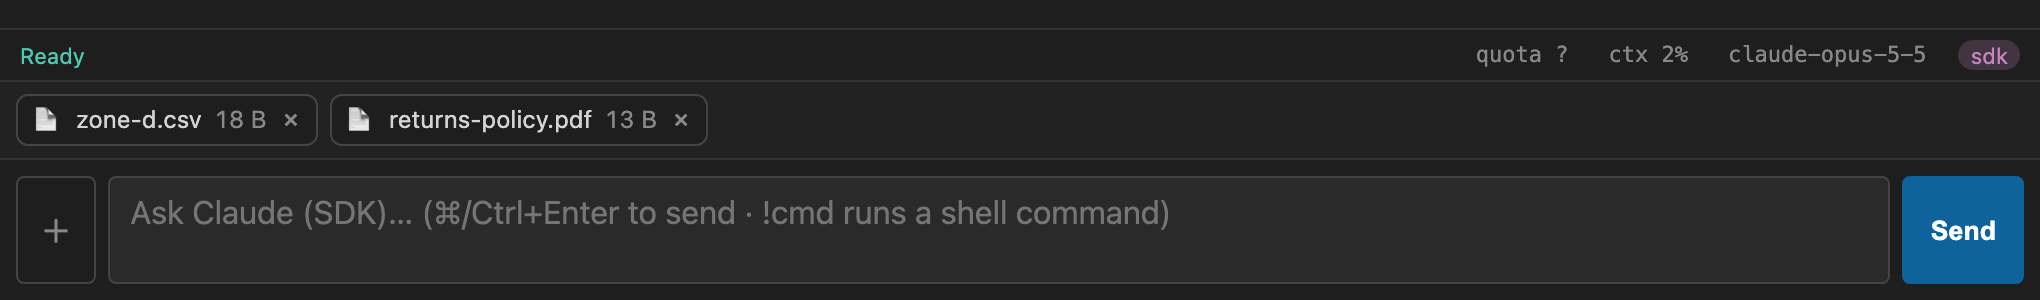 Ready quota ? ctx 2% claude-opus-5-5 sdk
zone-d.csv 18 B × returns-policy.pdf 13 B ×
+ Ask Claude (SDK)... (⌘/Ctrl+Enter to send · !cmd runs a shell command) Send